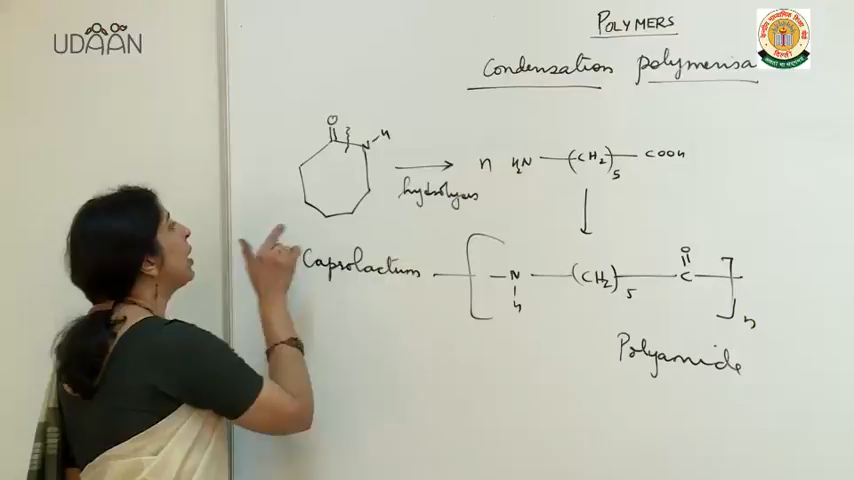 UDAAN
POLYMERS
Condensation polymerisa
O
N H
n H2N (CH2)5 COOH
hydrolysis
Caprolactum
O
[ N (CH2)5 C ]n
H
Polyamide